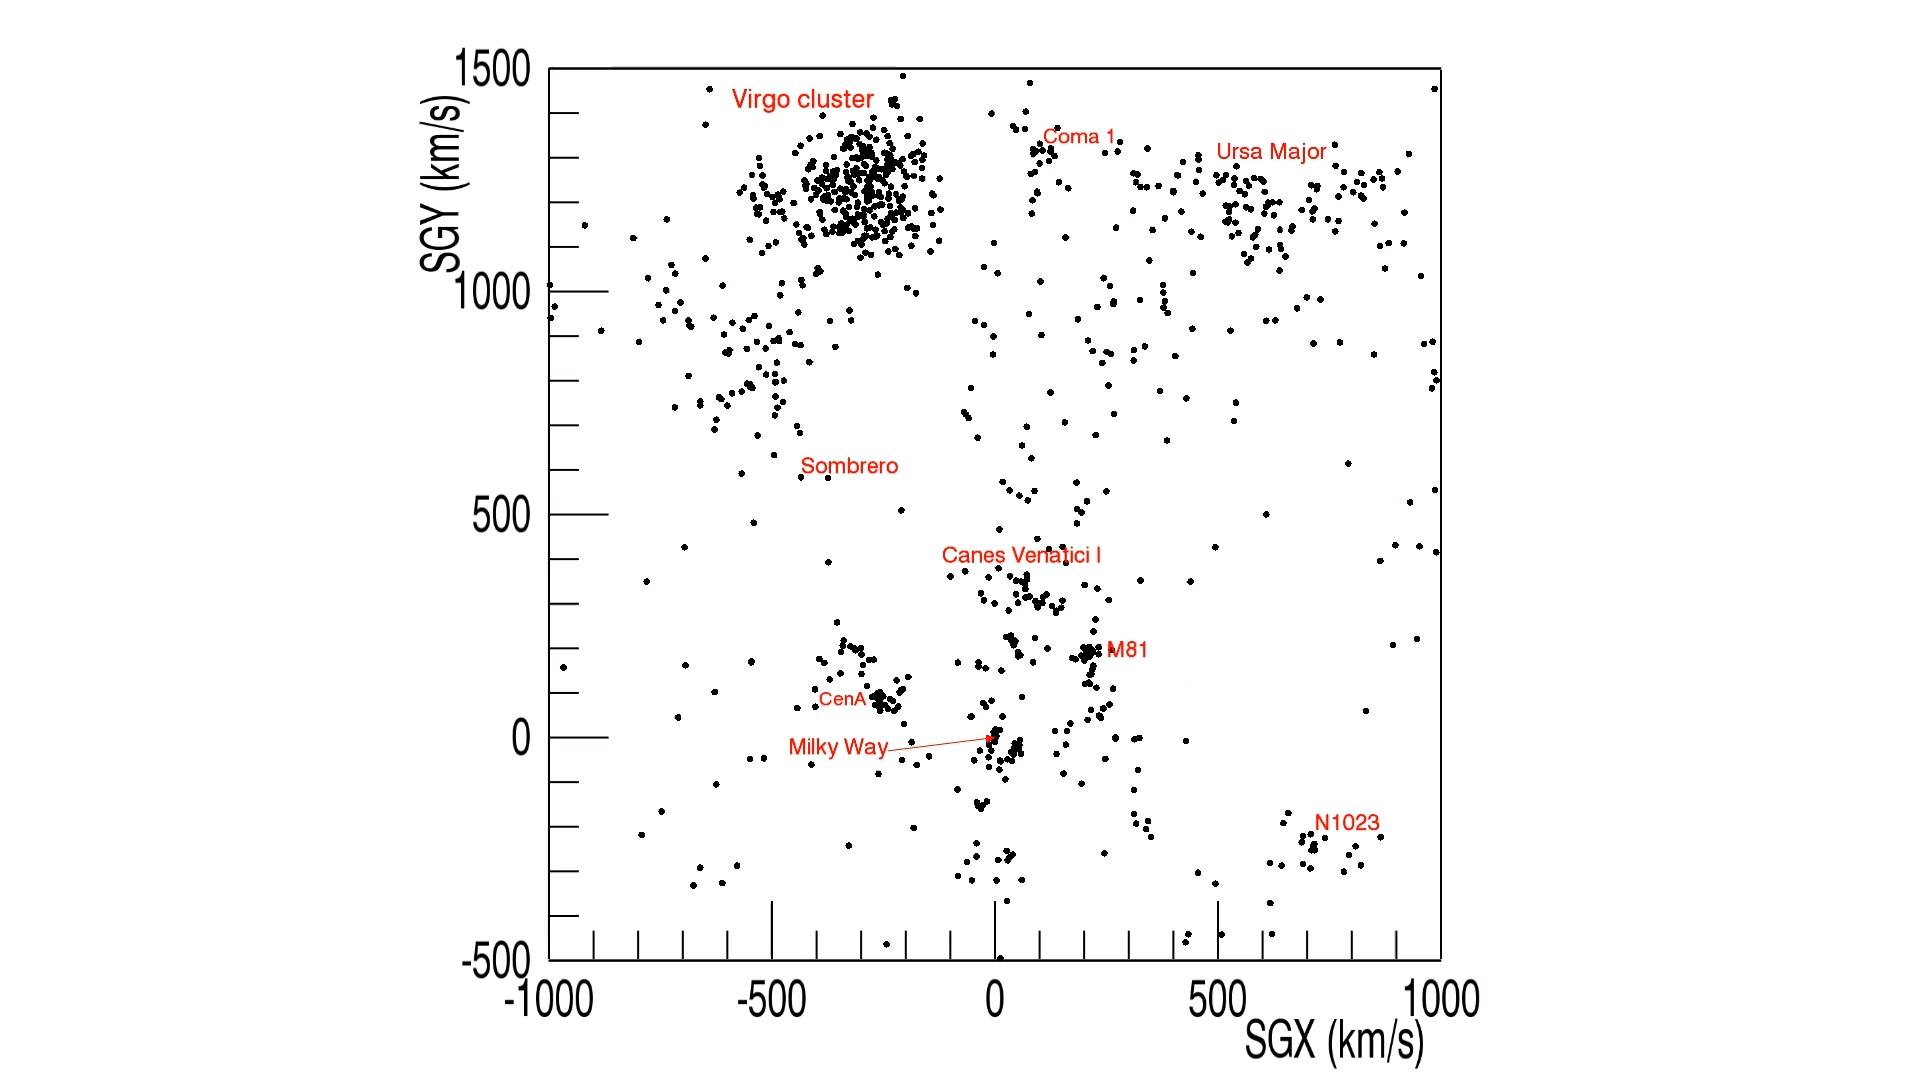 1500
Virgo cluster
Coma 1
Ursa Major
SGY (km/s)
1000
Sombrero
500
Canes Venatici I
M81
CenA
0
Milky Way
N1023
-500
-1000 -500 0 500 1000
SGX (km/s)